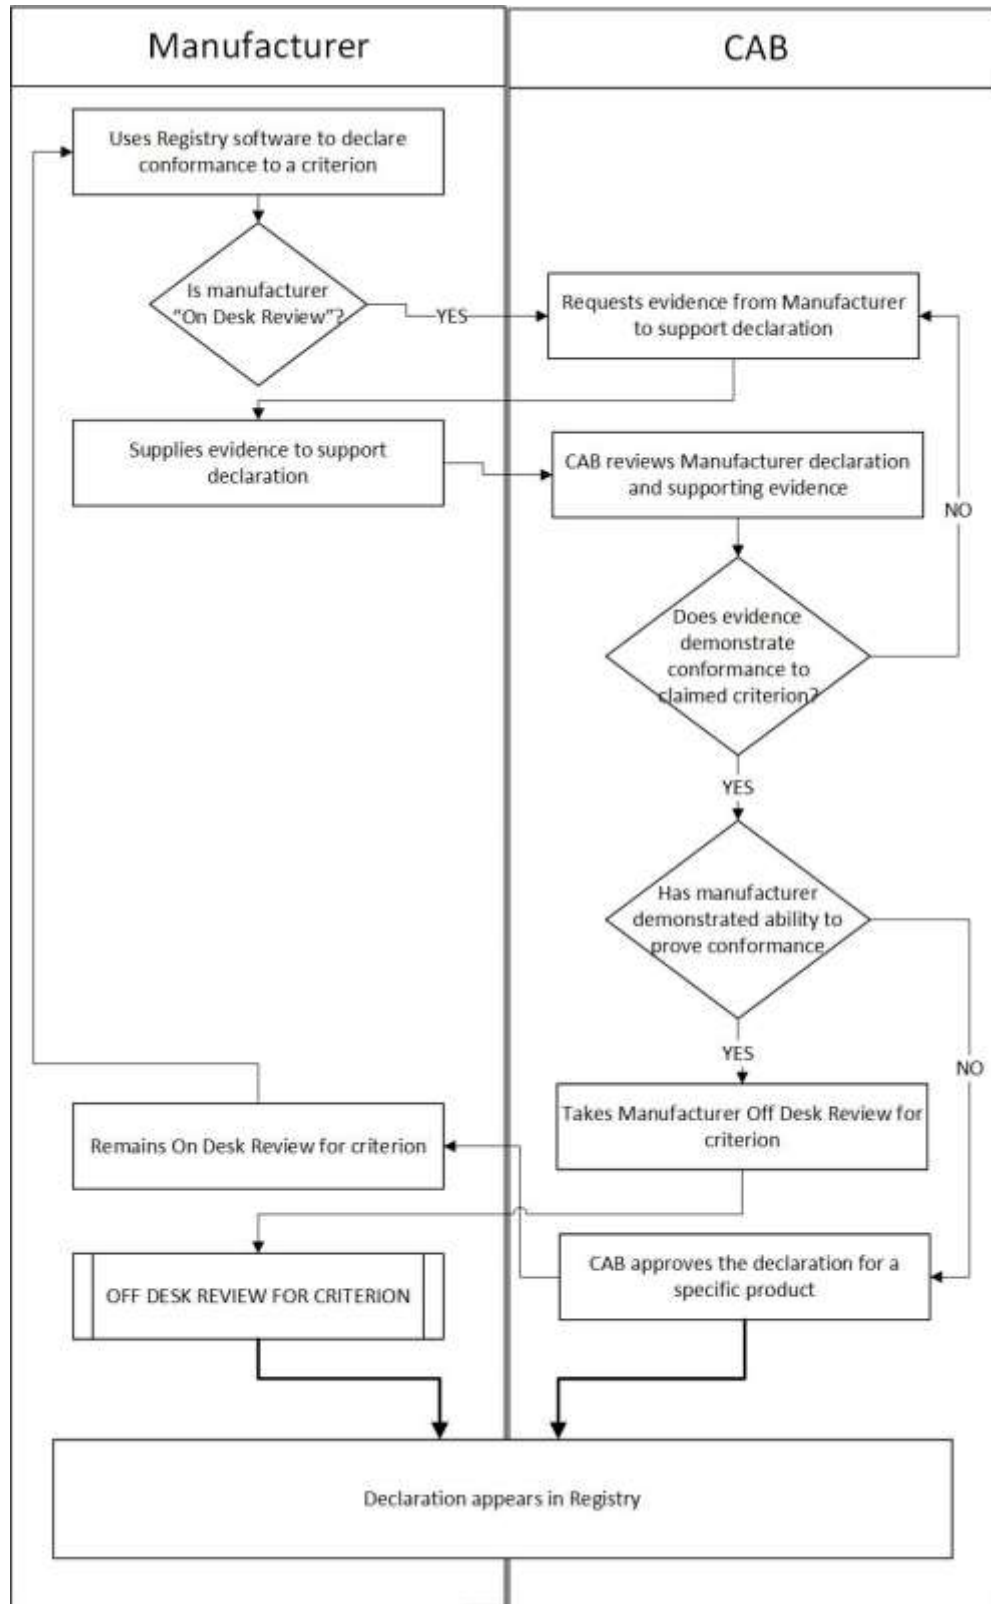 Manufacturer
CAB
Uses Registry software to declare
conformance to a criterion
Is manufacturer
“On Desk Review”?
YES
Requests evidence from Manufacturer
to support declaration
Supplies evidence to support
declaration
CAB reviews Manufacturer declaration
and supporting evidence
NO
Does evidence
demonstrate
conformance to
claimed criterion?
YES
Has manufacturer
demonstrated ability to
prove conformance
YES
NO
Takes Manufacturer Off Desk Review for
criterion
Remains On Desk Review for criterion
CAB approves the declaration for a
specific product
OFF DESK REVIEW FOR CRITERION
Declaration appears in Registry